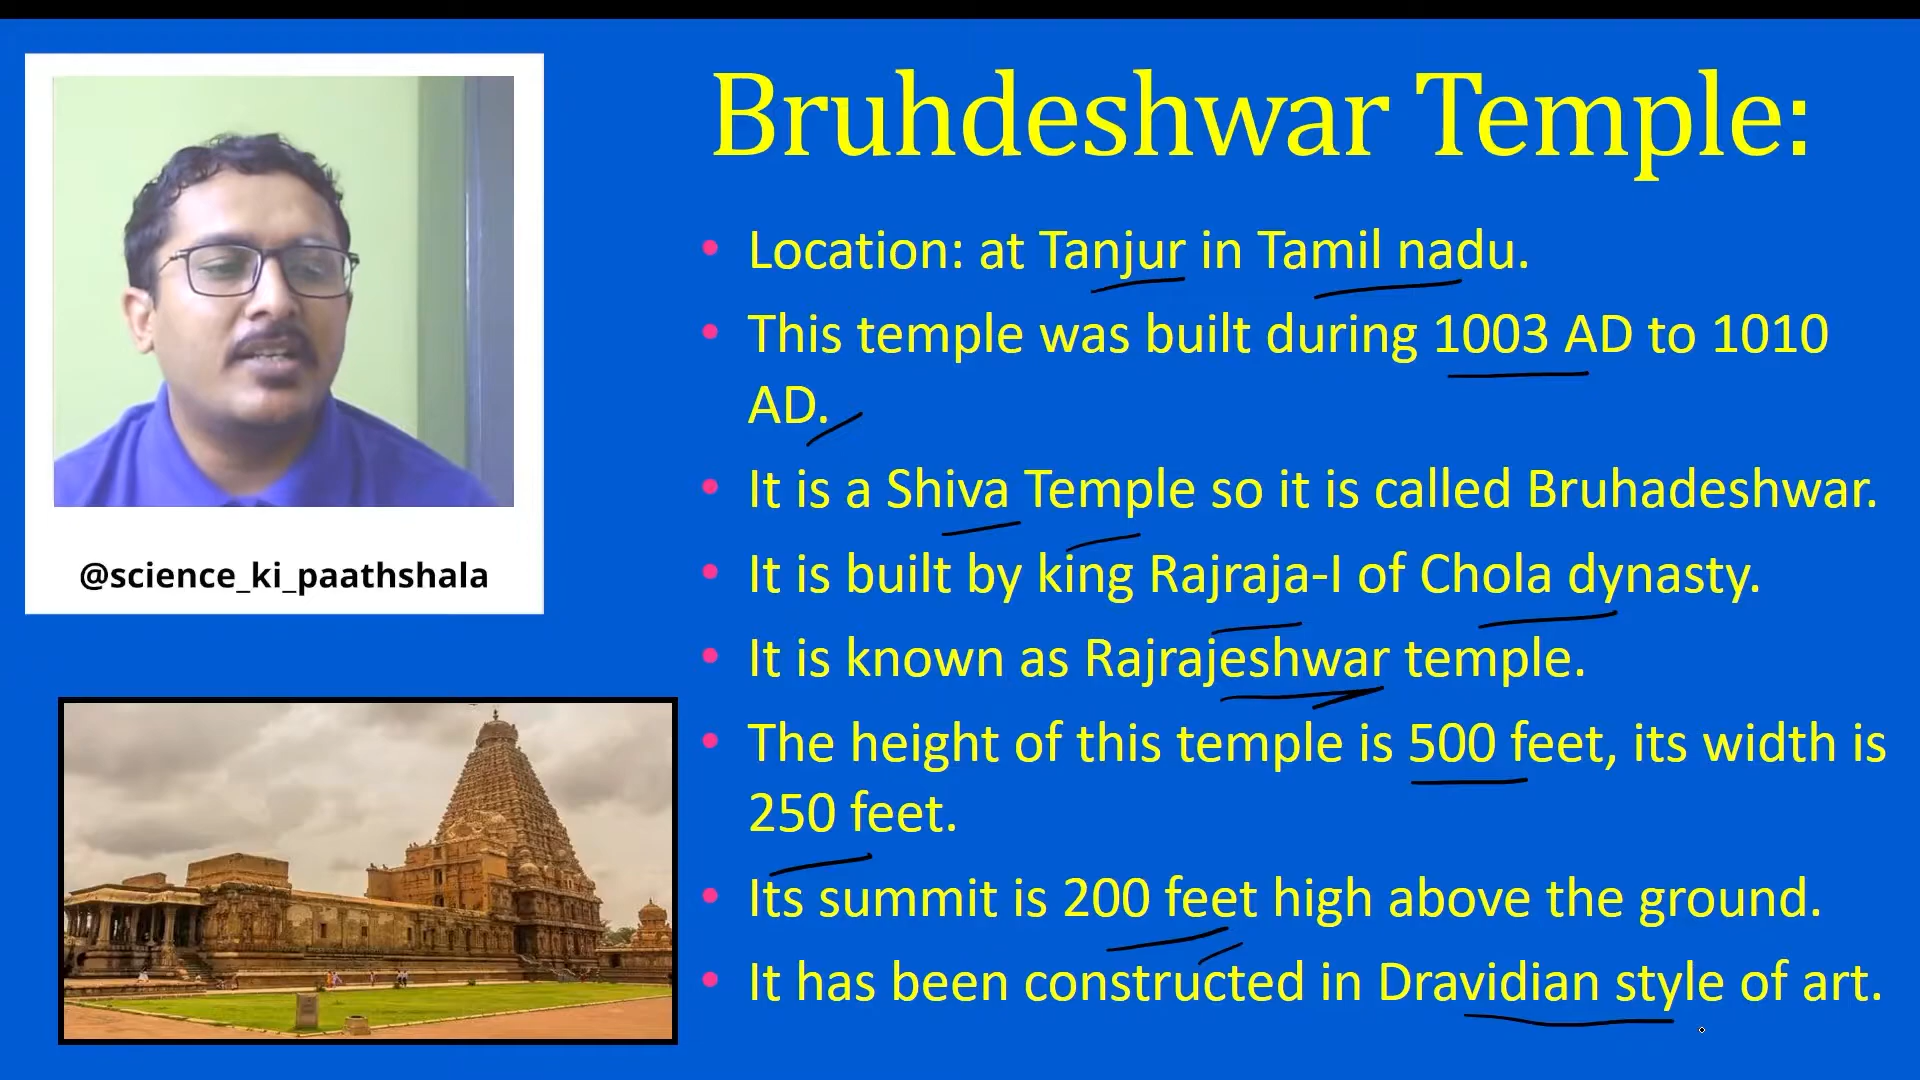 Bruhdeshwar Temple:
Location: at Tanjur in Tamil nadu.
This temple was built during 1003 AD to 1010
AD.
It is a Shiva Temple so it is called Bruhadeshwar.
It is built by king Rajraja-I of Chola dynasty.
It is known as Rajrajeshwar temple.
The height of this temple is 500 feet, its width is
250 feet.
Its summit is 200 feet high above the ground.
It has been constructed in Dravidian style of art.
@science_ki_paathshala